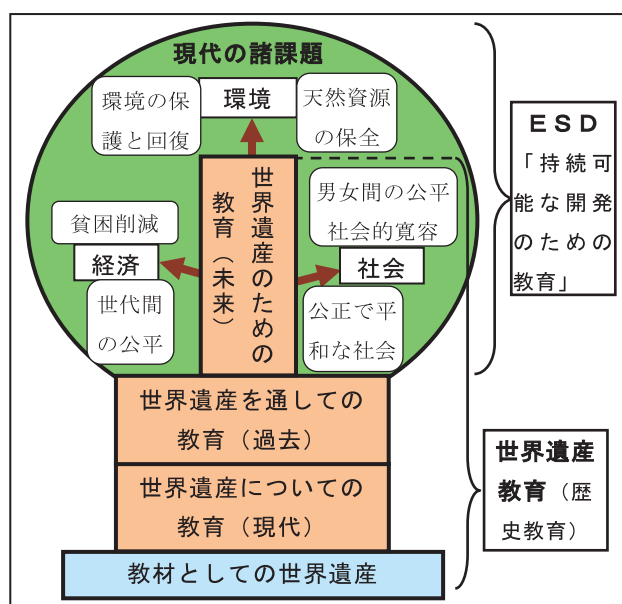 現代の諸課題
環境の保
護と回復
環境
天然資源
の保全
貧困削減
経済
世代間
の公平
世界遺産のための
教育（未来）
男女間の公平
社会的寛容
社会
公正で平
和な社会
世界遺産を通しての
教育（過去）
世界遺産についての
教育（現代）
教材としての世界遺産
ＥＳＤ
「持続可
能な開発
のための
教育」
世界遺産
教育（歴
史教育）